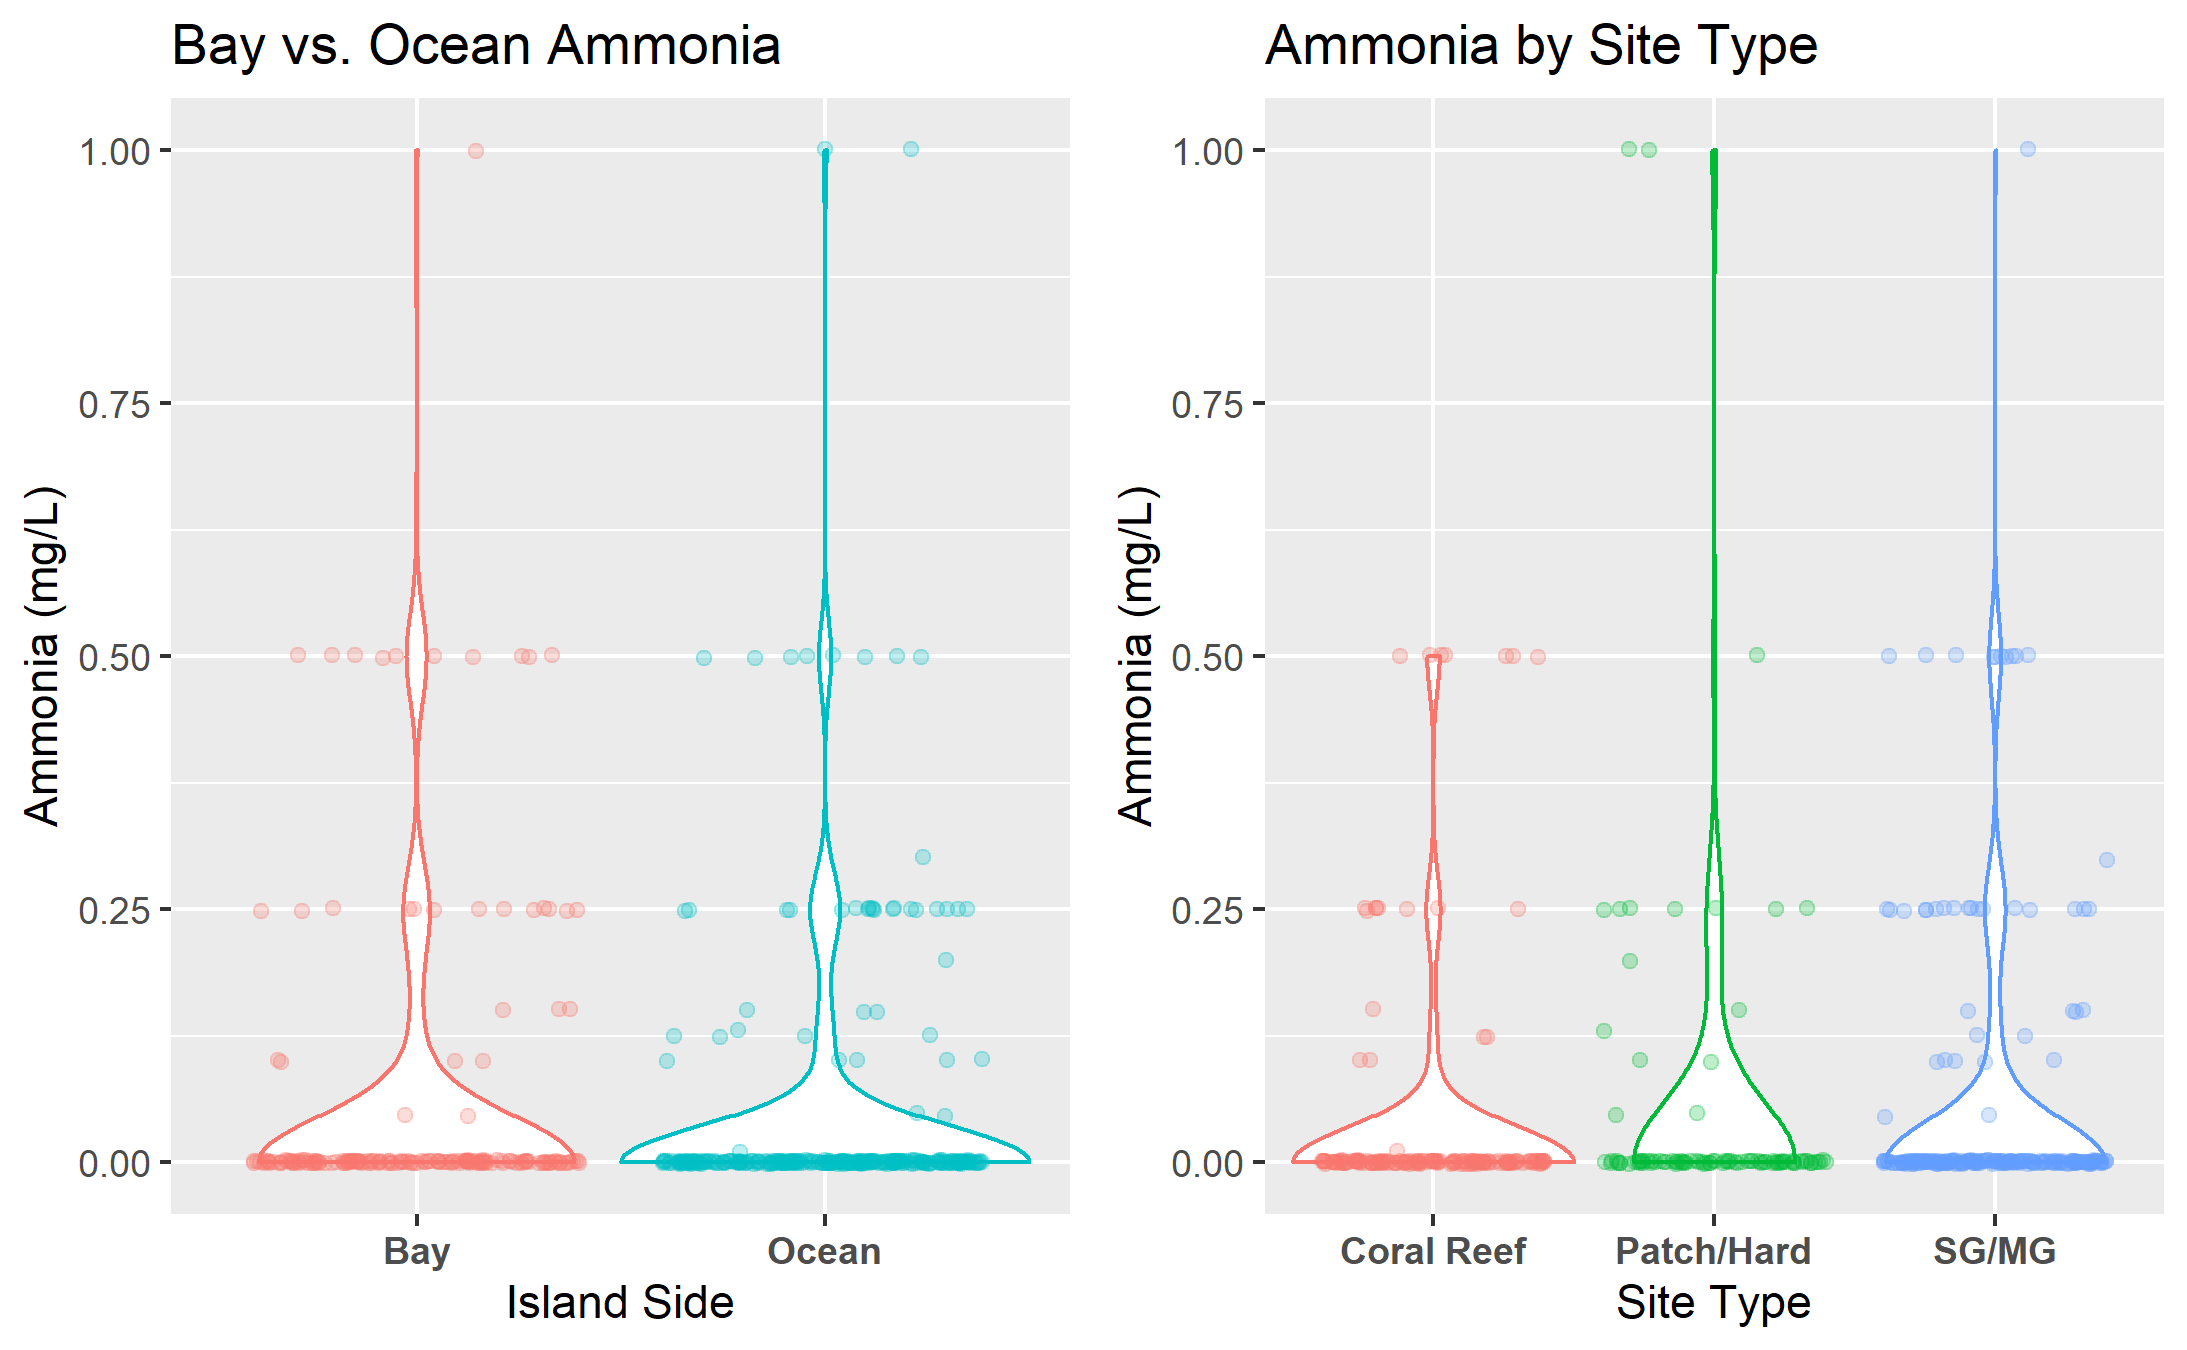 Bay vs. Ocean Ammonia
Ammonia (mg/L)
1.00
0.75
0.50
0.25
0.00
Bay
Ocean
Island Side
Ammonia by Site Type
Ammonia (mg/L)
1.00
0.75
0.50
0.25
0.00
Coral Reef
Patch/Hard
SG/MG
Site Type